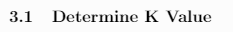 3.1 Determine K Value